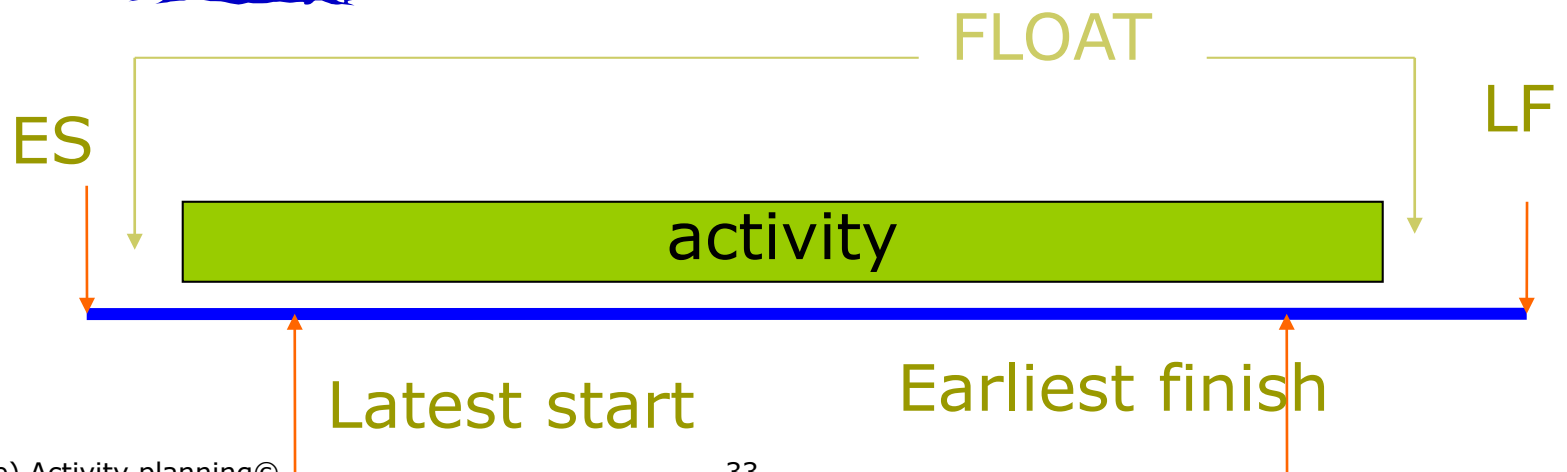 FLOAT
ES
LF
activity
Latest start
Earliest finish
Activity planning©
33